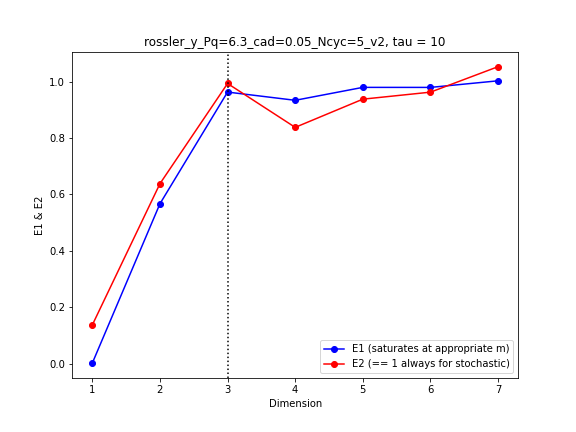 rossler_y_Pq=6.3_cad=0.05_Ncyc=5_v2, tau = 10
E1 & E2
1.0
0.8
0.6
0.4
0.2
0.0
E1 (saturates at appropriate m)
E2 (== 1 always for stochastic)
1 2 3 4 5 6 7
Dimension